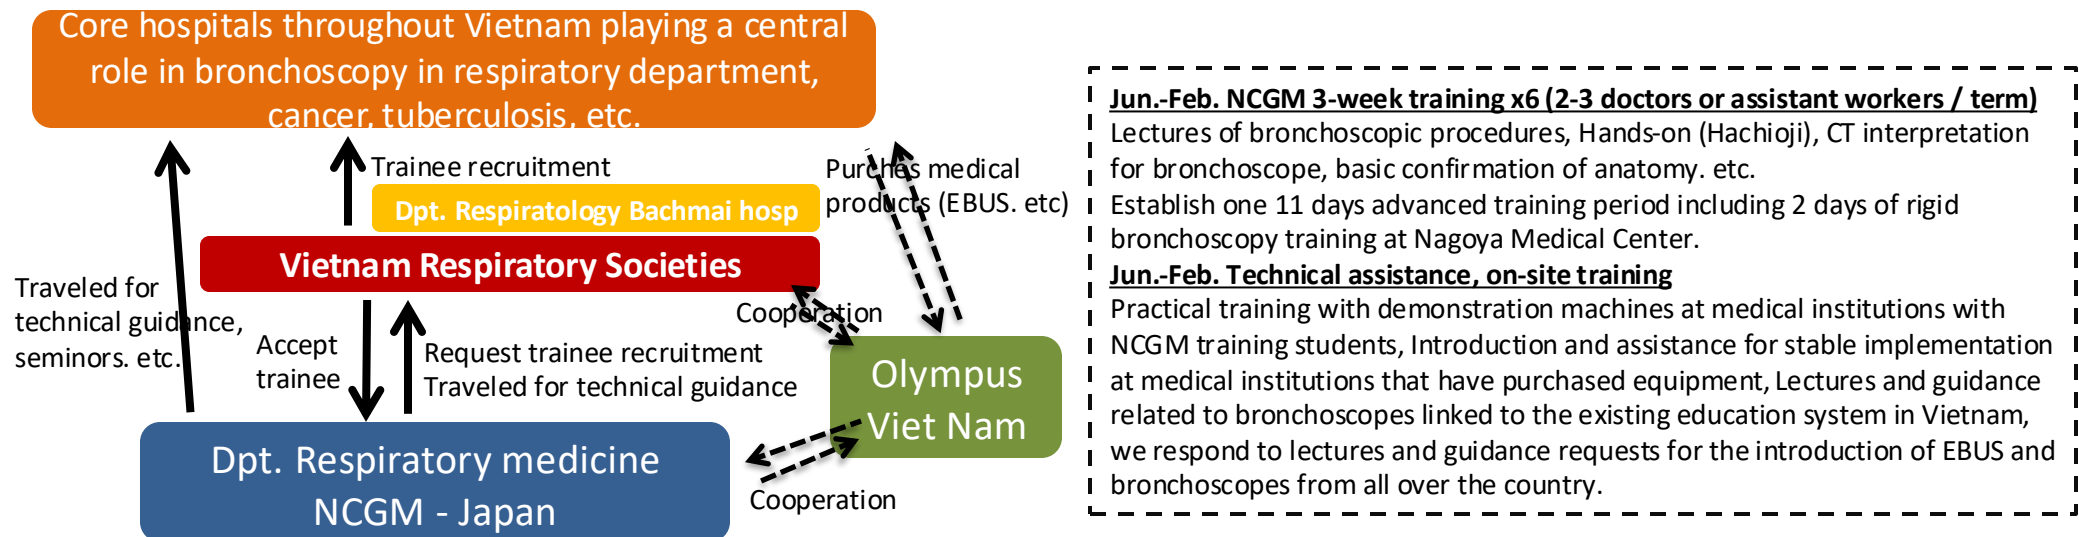 Core hospitals throughout Vietnam playing a central
role in bronchoscopy in respiratory department,
cancer, tuberculosis, etc.
Trainee recruitment
Purches medical
products (EBUS. etc)
Dpt. Respiratology Bachmai hosp
Vietnam Respiratory Societies
Traveled for
technical guidance,
seminors. etc.
Accept
trainee
Request trainee recruitment
Traveled for technical guidance
Cooperation
Olympus
Viet Nam
Dpt. Respiratory medicine
NCGM - Japan
Cooperation
Jun.-Feb. NCGM 3-week training x6 (2-3 doctors or assistant workers / term)
Lectures of bronchoscopic procedures, Hands-on (Hachioji), CT interpretation
for bronchoscope, basic confirmation of anatomy. etc.
Establish one 11 days advanced training period including 2 days of rigid
bronchoscopy training at Nagoya Medical Center.
Jun.-Feb. Technical assistance, on-site training
Practical training with demonstration machines at medical institutions with
NCGM training students, Introduction and assistance for stable implementation
at medical institutions that have purchased equipment, Lectures and guidance
related to bronchoscopes linked to the existing education system in Vietnam,
we respond to lectures and guidance requests for the introduction of EBUS and
bronchoscopes from all over the country.